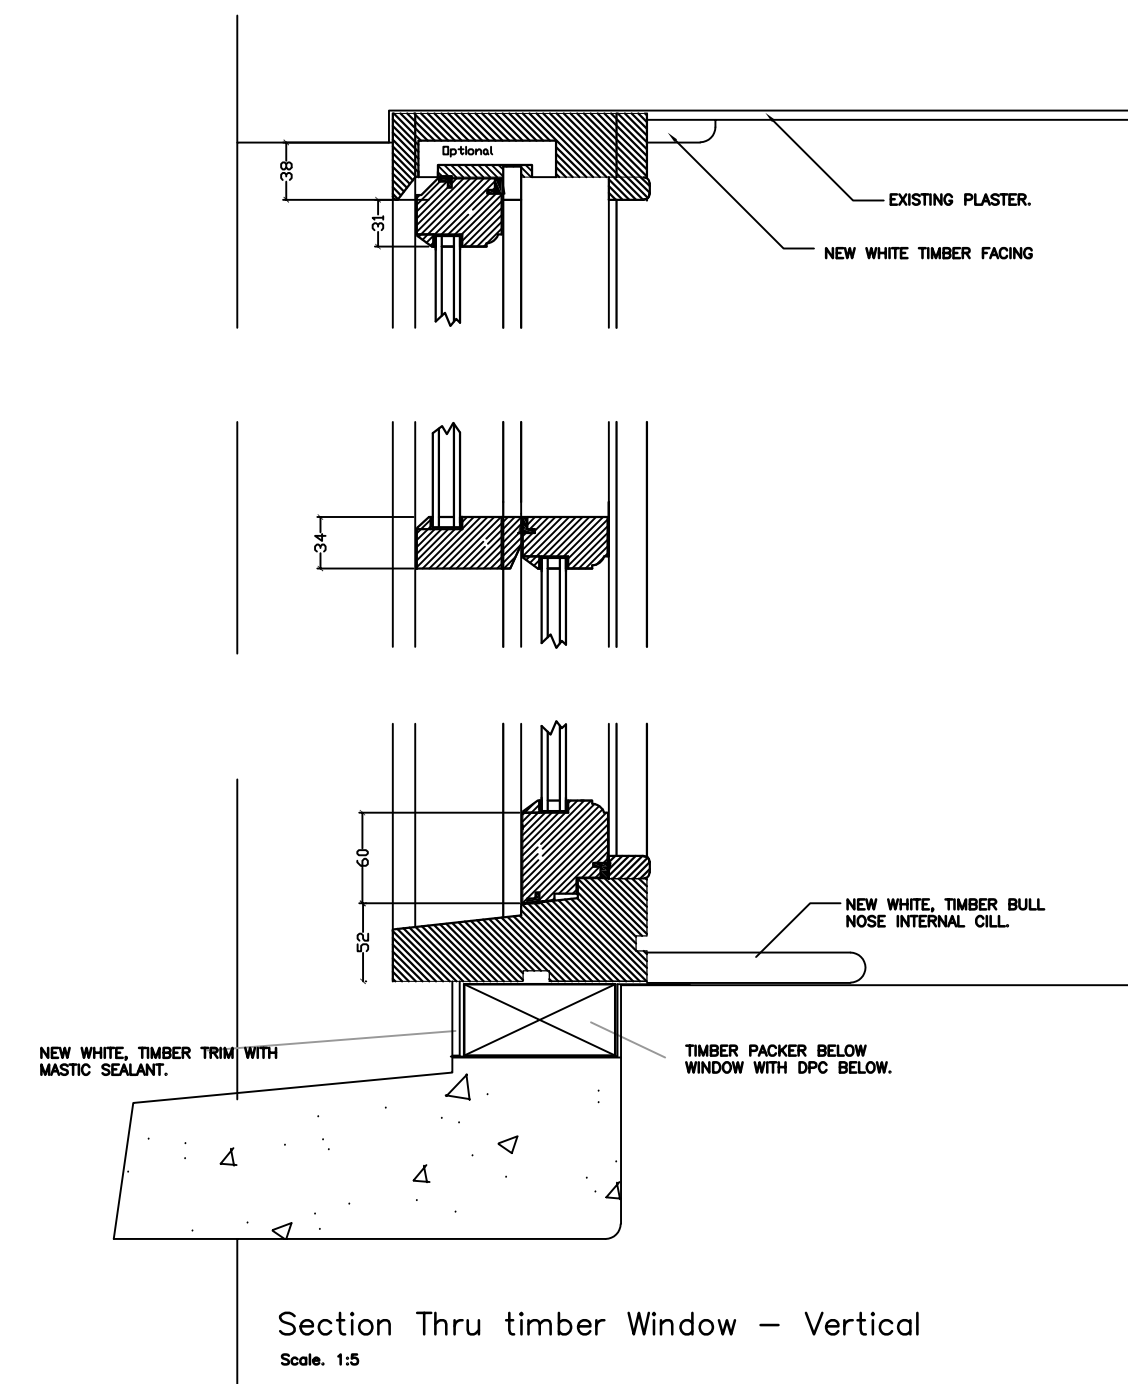 Optional
38
EXISTING PLASTER.
31
NEW WHITE TIMBER FACING
34
60
NEW WHITE, TIMBER BULL
NOSE INTERNAL CILL.
52
NEW WHITE, TIMBER TRIM WITH
MASTIC SEALANT.
TIMBER PACKER BELOW
WINDOW WITH DPC BELOW.
Section Thru timber Window - Vertical
Scale. 1:5